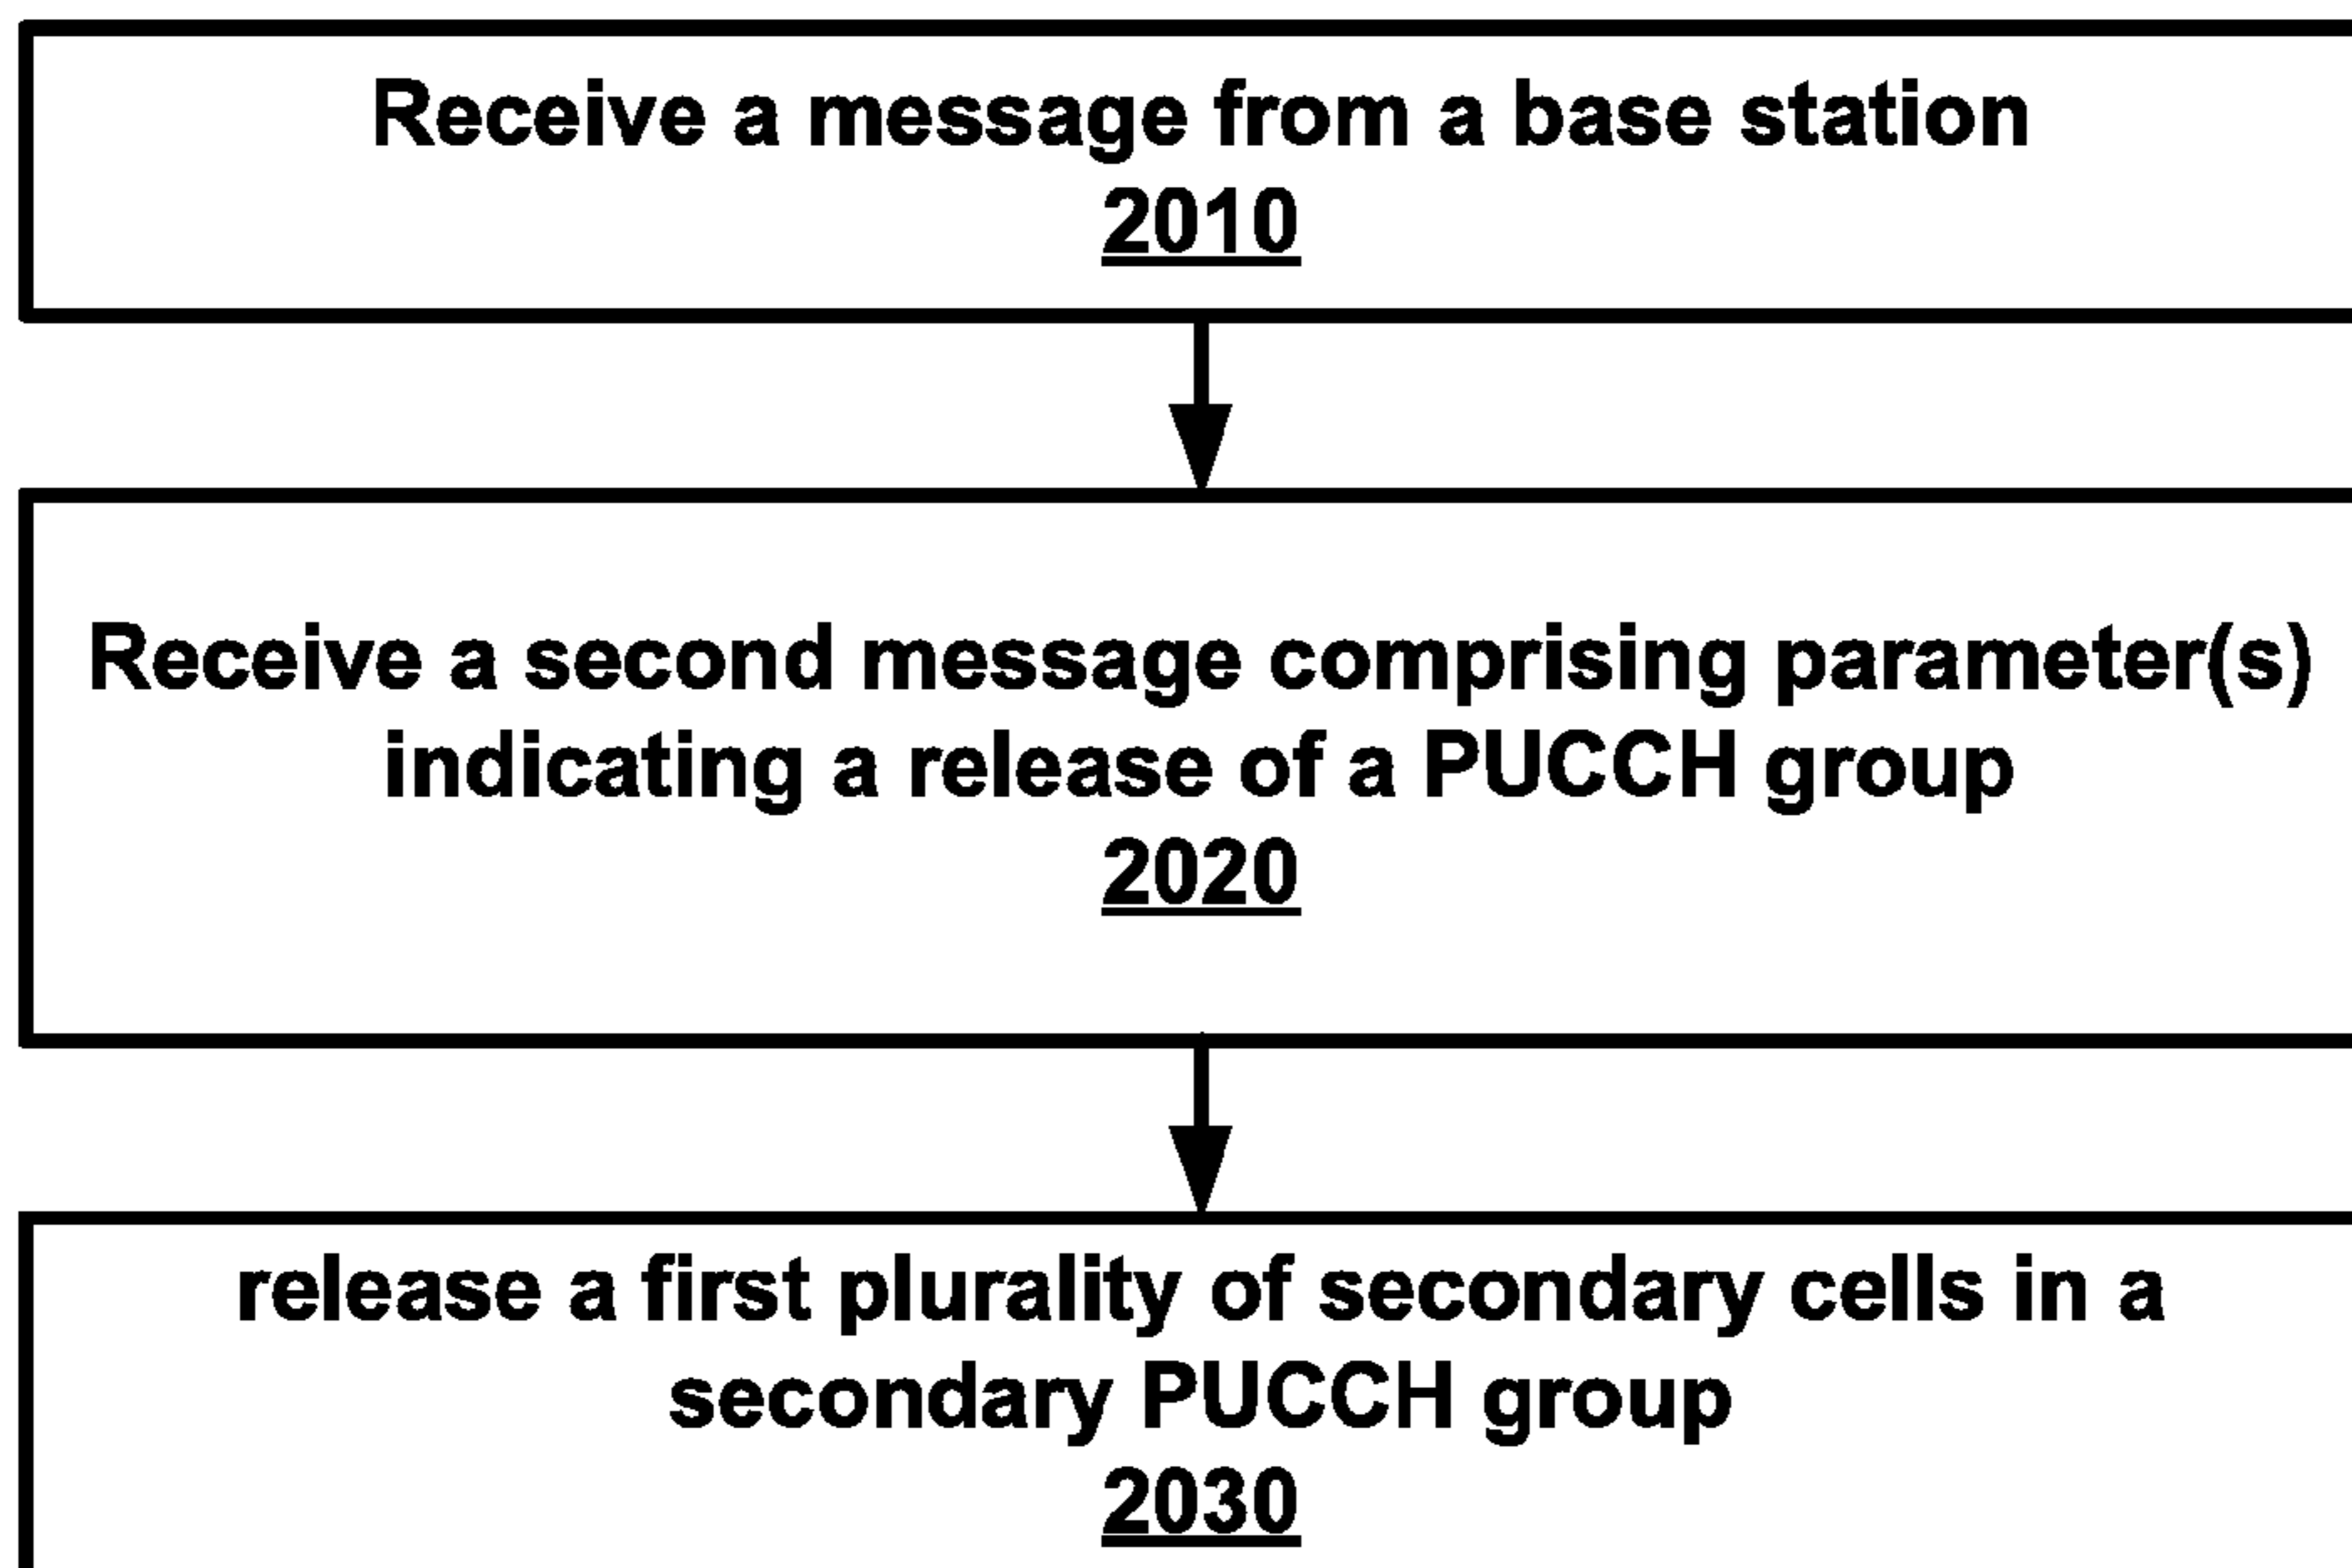 Receive a message from a base station
2010
Receive a second message comprising parameter(s)
indicating a release of a PUCCH group
2020
release a first plurality of secondary cells in a
secondary PUCCH group
2030